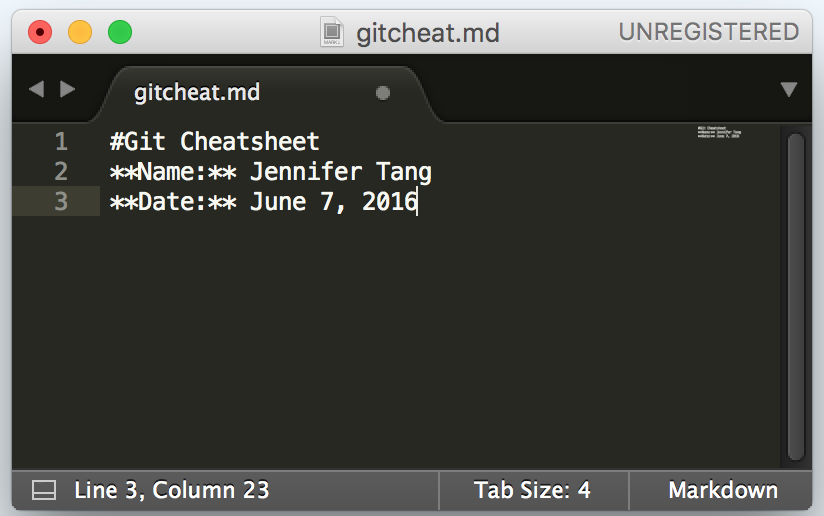 gitcheat.md
UNREGISTERED
gitcheat.md
1 #Git Cheatsheet
2 **Name:** Jennifer Tang
3 **Date:** June 7, 2016
Line 3, Column 23
Tab Size: 4
Markdown